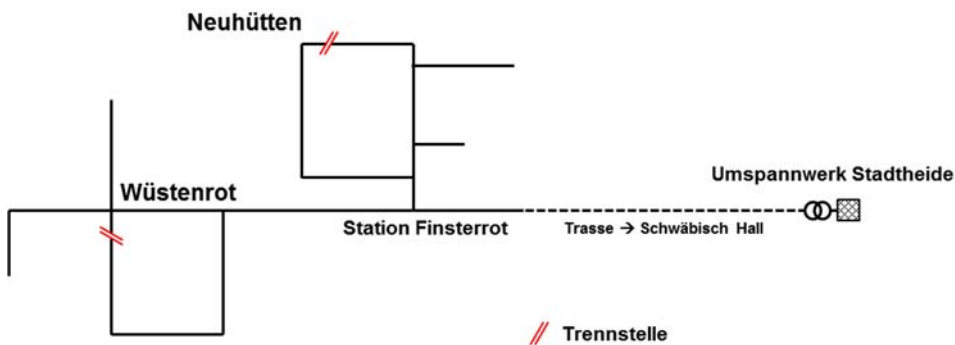 Neuhütten
Umspannwerk Stadtheide
Wüstenrot
Station Finsterrot
Trasse → Schwäbisch Hall
Trennstelle